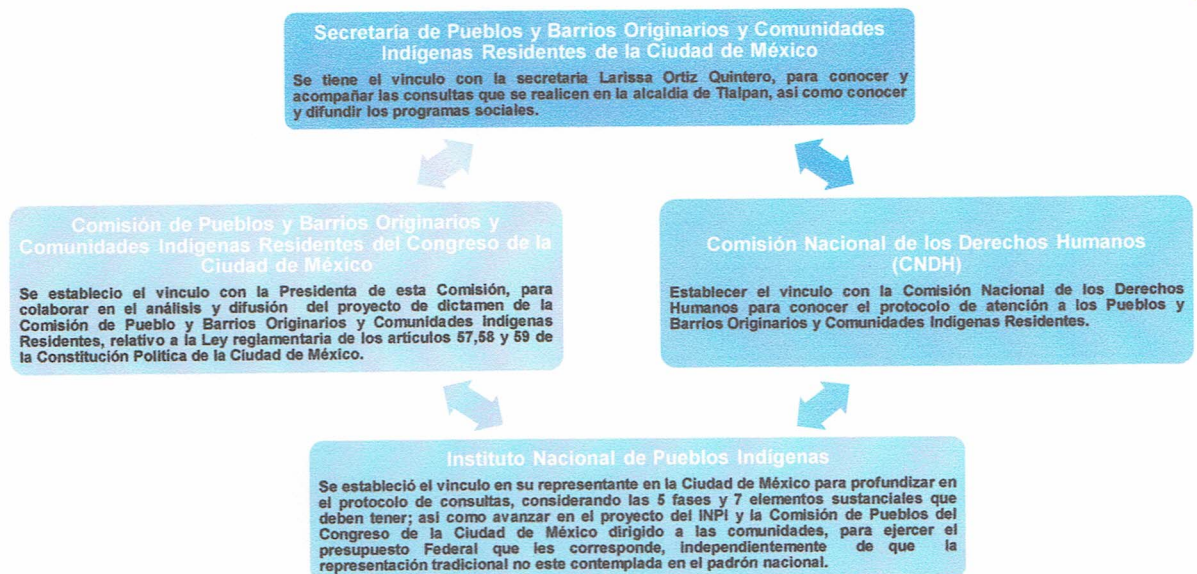 Secretaría de Pueblos y Barrios Originarios y Comunidades
Indígenas Residentes de la Ciudad de México
Se tiene el vinculo con la secretaria Larissa Ortiz Quintero, para conocer y
acompañar las consultas que se realicen en la alcaldía de Tlalpan, asi como conocer
y difundir los programas sociales.
Comisión de Pueblos y Barrios Originarios y
Comunidades Indígenas Residentes del Congreso de la
Ciudad de México
Se establecio el vinculo con la Presidenta de esta Comisión, para
colaborar en el análisis y difusión del proyecto de dictamen de la
Comisión de Pueblo y Barrios Originarios y Comunidades Indígenas
Residentes, relativo a la Ley reglamentaria de los articulos 57,58 y 59 de
la Constitución Politica de la Ciudad de México.
Comisión Nacional de los Derechos Humanos
(CNDH)
Establecer el vinculo con la Comisión Nacional de los Derechos
Humanos para conocer el protocolo de atención a los Pueblos y
Barrios Originarios y Comunidades Indígenas Residentes.
Instituto Nacional de Pueblos Indígenas
Se estableció el vinculo en su representante en la Ciudad de México para profundizar en
el protocolo de consultas, considerando las 5 fases y 7 elementos sustanciales que
deben tener; asi como avanzar en el proyecto del INPI y la Comisión de Pueblos del
Congreso de la Ciudad de México dirigido a las comunidades, para ejercer el
presupuesto Federal que les corresponde, independientemente de que la
representación tradicional no este contemplada en el padrón nacional.